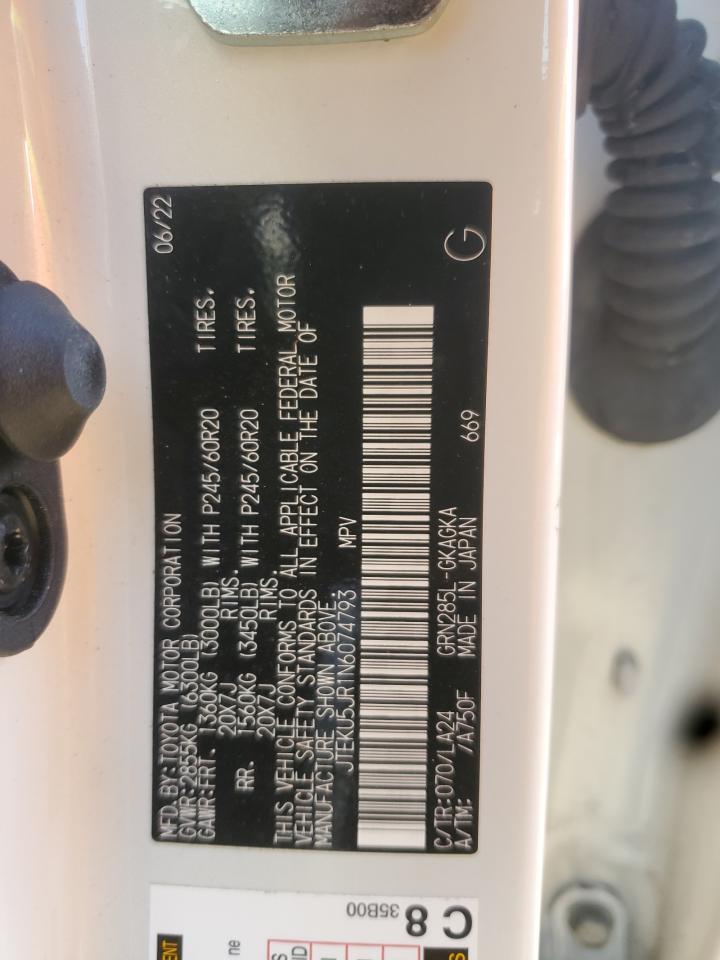 MFD.BY:TOYOTA MOTOR CORPORATION 06/22
GVWR:2855KG (6300LB)
GAWR:FRT. 1360KG (3000LB) WITH P245/60R20 TIRES,
20X7J RIMS.
RR. 1560KG (3450LB) WITH P245/60R20 TIRES,
20X7J RIMS.
THIS VEHICLE CONFORMS TO ALL APPLICABLE FEDERAL MOTOR
VEHICLE SAFETY STANDARDS IN EFFECT ON THE DATE OF
MANUFACTURE SHOWN ABOVE.
JTEKU5JR1N6074793 MPV
C/TR:070/LA24 GRN285L-GKAGKA 669 G
A/TM: /A750F MADE IN JAPAN
C 8
35B00
ne